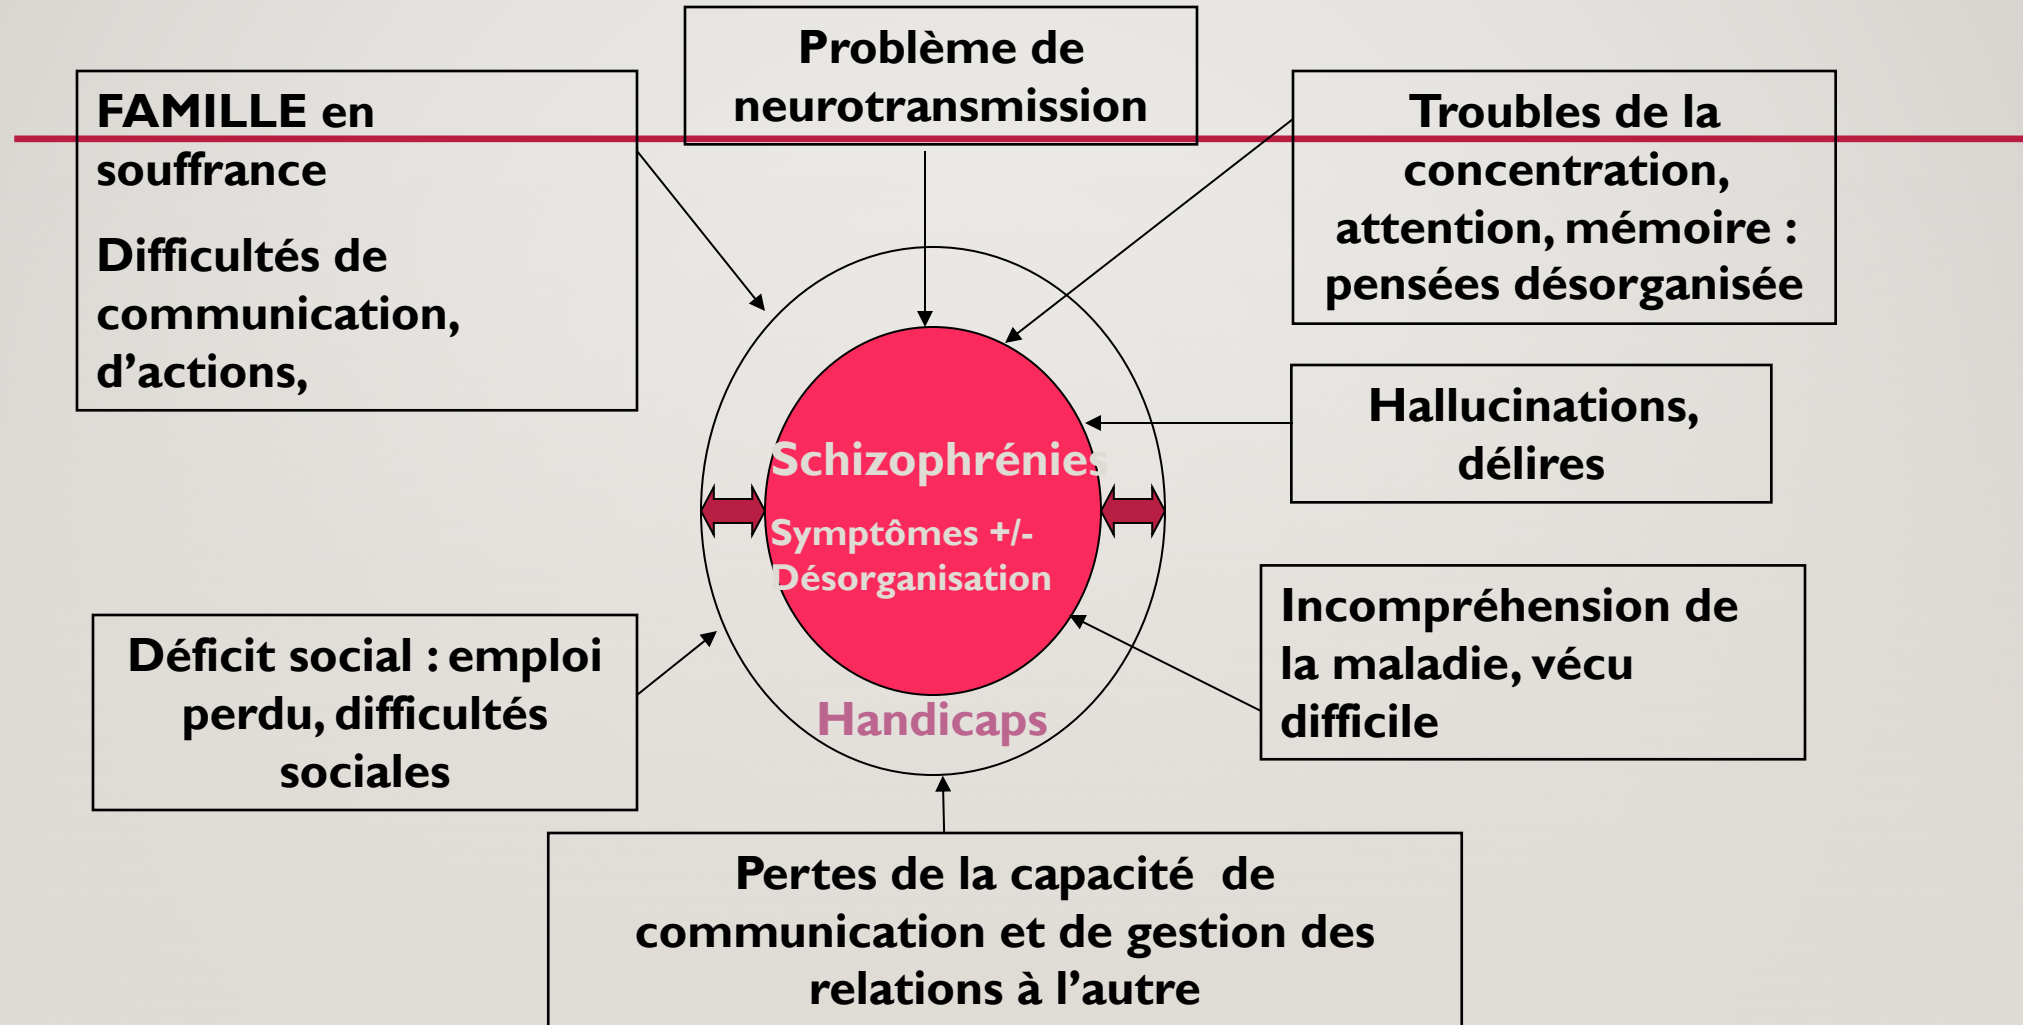 Problème de
neurotransmission
FAMILLE en
souffrance
Difficultés de
communication,
d’actions,
Troubles de la
concentration,
attention, mémoire :
pensées désorganisée
Hallucinations,
délires
Schizophrénies
Symptômes +/-
Désorganisation
Handicaps
Incompréhension de
la maladie, vécu
difficile
Déficit social : emploi
perdu, difficultés
sociales
Pertes de la capacité  de
communication et de gestion des
relations à l’autre